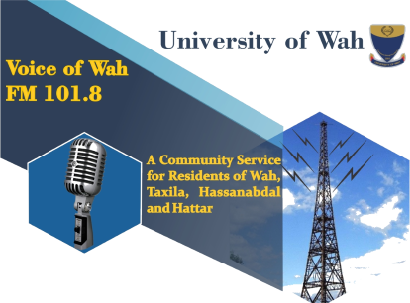 University of Wah
Voice of Wah
FM 101.8
A Community Service
for Residents of Wah,
Taxila, Hassanabdal
and Hattar